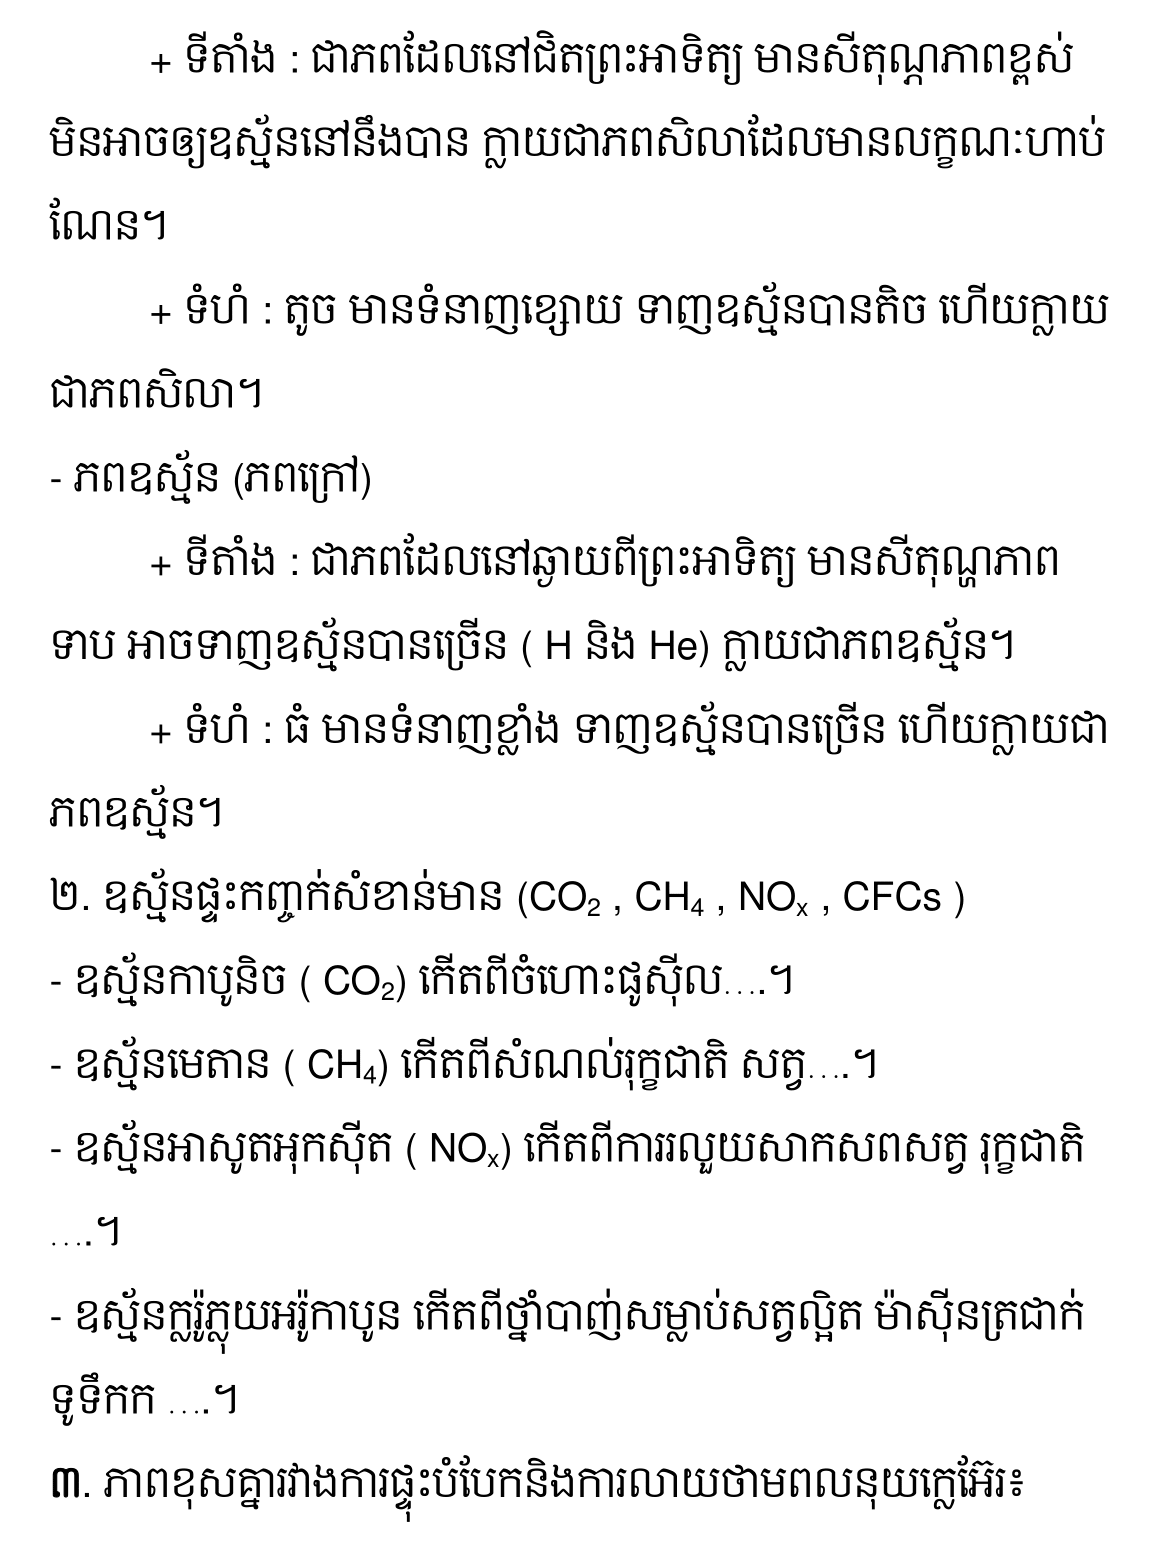 + ទីតាំង : ជាភពដែលនៅជិតព្រះអាទិត្យ មានសីតុណ្ភភាពខ្ពស់
មិនអាចឲ្យឧស្ម័ននៅនឹងបាន ក្លាយជាភពសិលាដែលមានលក្ខណៈហាប់
ណែន។
+ ទំហំ : តូច មានទំនាញខ្សោយ ទាញឧស្ម័នបានតិច ហើយក្លាយ
ជាភពសិលា។
- ភពឧស្ម័ន (ភពក្រៅ)
+ ទីតាំង : ជាភពដែលនៅឆ្ងាយពីព្រះអាទិត្យ មានសីតុណ្ហភាព
ទាប អាចទាញឧស្ម័នបានច្រើន ( H និង He) ក្លាយជាភពឧស្ម័ន។
+ ទំហំ : ធំ មានទំនាញខ្លាំង ទាញឧស្ម័នបានច្រើន ហើយក្លាយជា
ភពឧស្ម័ន។
២. ឧស្ម័នផ្ទះកញ្ចក់សំខាន់មាន (CO₂ , CH₄ , NOₓ , CFCs )
- ឧស្ម័នកាបូនិច ( CO₂) កើតពីចំហោះផូស៊ីល….។
- ឧស្ម័នមេតាន ( CH₄) កើតពីសំណល់រុក្ខជាតិ សត្វ….។
- ឧស្ម័នអាសូតអុកស៊ីត ( NOₓ) កើតពីការរលួយសាកសពសត្វ រុក្ខជាតិ
….។
- ឧស្ម័នក្លរ៉ូភ្លុយអរ៉ូកាបូន កើតពីថ្នាំបាញ់សម្លាប់សត្វល្អិត ម៉ាស៊ីនត្រជាក់
ទូទឹកក ….។
៣. ភាពខុសគ្នារវាងការផ្ទុះបំបែកនិងការលាយថាមពលនុយក្លេអ៊ែរ៖